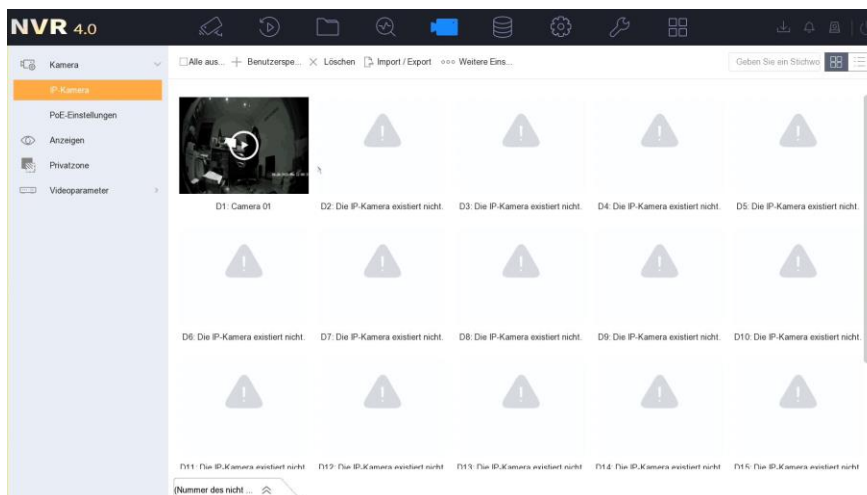 NVR 4.0
Kamera
IP-Kamera
PoE-Einstellungen
Anzeigen
Privatzone
Videoparameter
Alle aus... Benutzerspe... Löschen Import / Export Weitere Eins...
Geben Sie ein Stichwo
D1: Camera 01
D2: Die IP-Kamera existiert nicht.
D3: Die IP-Kamera existiert nicht.
D4: Die IP-Kamera existiert nicht.
D5: Die IP-Kamera existiert nicht.
D6: Die IP-Kamera existiert nicht.
D7: Die IP-Kamera existiert nicht.
D8: Die IP-Kamera existiert nicht.
D9: Die IP-Kamera existiert nicht.
D10: Die IP-Kamera existiert nicht.
D11: Die IP-Kamera existiert nicht
D12: Die IP-Kamera existiert nicht
D13: Die IP-Kamera existiert nicht
D14: Die IP-Kamera existiert nicht
D15: Die IP-Kamera existiert nicht
(Nummer des nicht ...